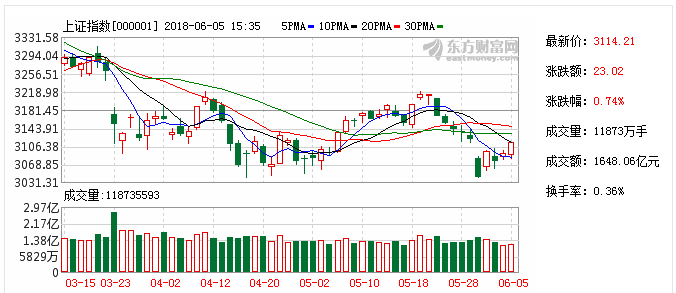 上证指数[000001] 2018-06-05 15:35 5PMA 10PMA 20PMA 30PMA
3331.58
3294.04
3256.51
3218.98
3181.45
3143.91
3106.38
3068.85
3031.31
东方财富网
eastmoney.com
成交量:118735593
2.97亿
2.17亿
1.38亿
5829万
0
03-15 03-23 04-02 04-12 04-20 05-02 05-10 05-18 05-28 06-05
最新价: 3114.21
涨跌额: 23.02
涨跌幅: 0.74%
成交量: 11873万手
成交额: 1648.06亿元
换手率: 0.36%